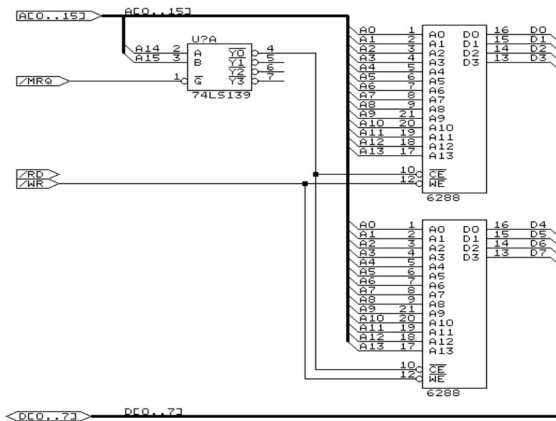 A[0..15]
A[0..15]
U?A
A14 2 A Y0 4
A15 3 B Y1 5
Y2 6
/MRQ 1 G Y3 7
74LS139
A0 1 A0 D0 16 D0
A1 2 A1 D1 15 D1
A2 3 A2 D2 14 D2
A3 4 A3 D3 13 D3
A4 5 A4
A5 6 A5
A6 7 A6
A7 8 A7
A8 9 A8
A9 21 A9
A10 20 A10
A11 19 A11
A12 18 A12
A13 17 A13
/RD 10 CE
/WR 12 WE
6288
A0 1 A0 D0 16 D4
A1 2 A1 D1 15 D5
A2 3 A2 D2 14 D6
A3 4 A3 D3 13 D7
A4 5 A4
A5 6 A5
A6 7 A6
A7 8 A7
A8 9 A8
A9 21 A9
A10 20 A10
A11 19 A11
A12 18 A12
A13 17 A13
10 CE
12 WE
6288
D[0..7]
D[0..7]